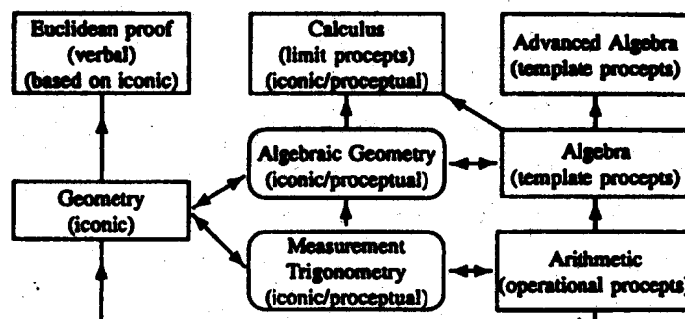 Euclidean proof
(verbal)
(based on iconic)
Calculus
(limit procepts)
(iconic/proceptual)
Advanced Algebra
(template procepts)
Algebraic Geometry
(iconic/proceptual)
Algebra
(template procepts)
Geometry
(iconic)
Measurement
Trigonometry
(iconic/proceptual)
Arithmetic
(operational procepts)